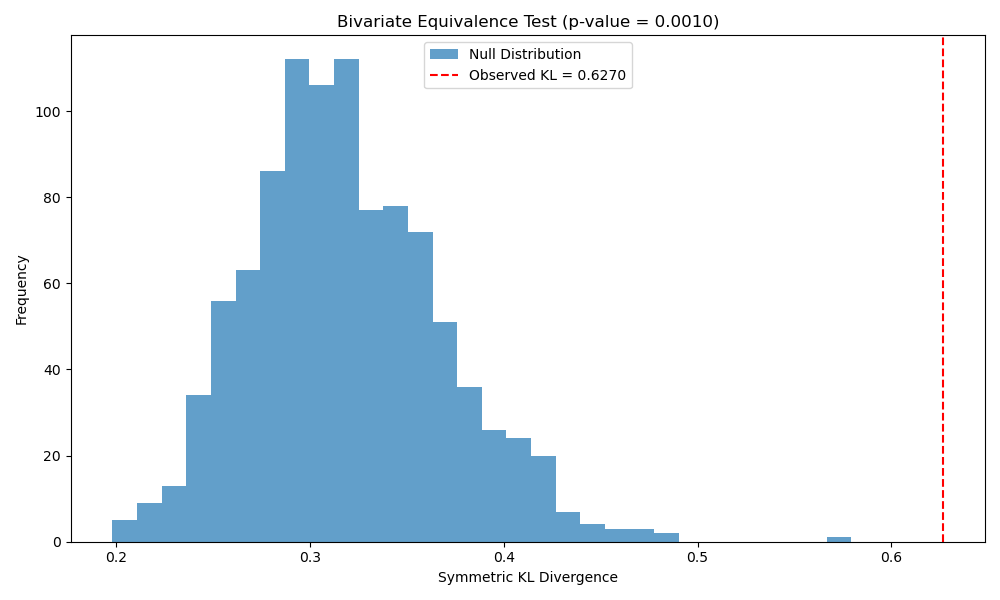 Bivariate Equivalence Test (p-value = 0.0010)
Null Distribution
Observed KL = 0.6270
Frequency
100
80
60
40
20
0
0.2 0.3 0.4 0.5 0.6
Symmetric KL Divergence